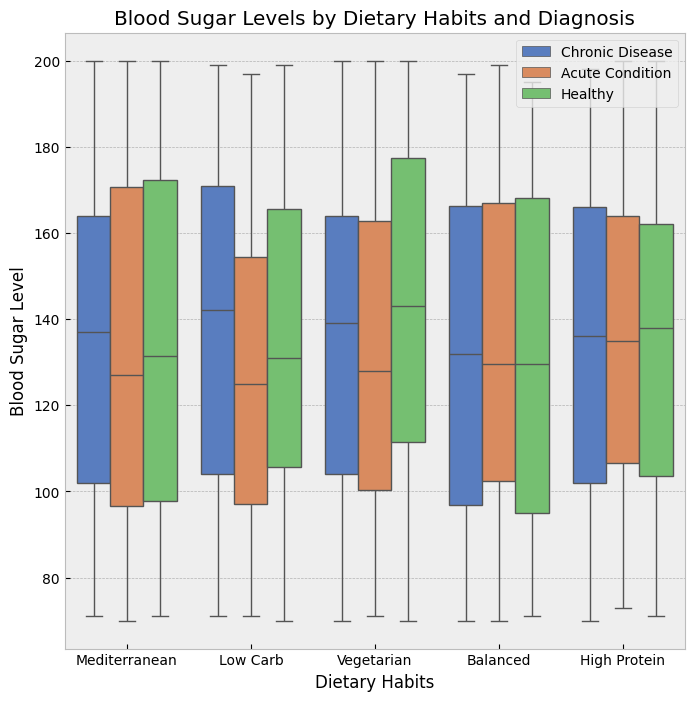 Blood Sugar Levels by Dietary Habits and Diagnosis
Chronic Disease
Acute Condition
Healthy
200
180
160
140
120
100
80
Blood Sugar Level
Mediterranean
Low Carb
Vegetarian
Balanced
High Protein
Dietary Habits